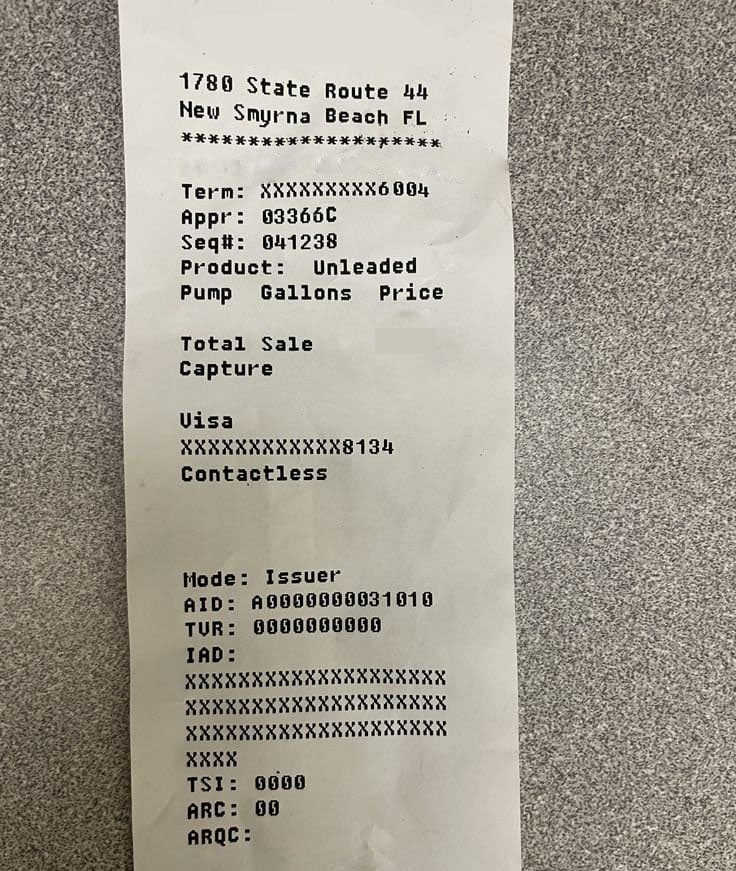 1780 State Route 44
New Smyrna Beach FL
********************
Term: XXXXXXXXX6004
Appr: 03366C
Seq#: 041238
Product: Unleaded
Pump Gallons Price
Total Sale
Capture
Visa
XXXXXXXXXXXX8134
Contactless
Mode: Issuer
AID: A0000000031010
TVR: 0000000000
IAD:
XXXXXXXXXXXXXXXXXXXX
XXXXXXXXXXXXXXXXXXXX
XXXXXXXXXXXXXXXXXXXX
XXXX
TSI: 0000
ARC: 00
ARQC: